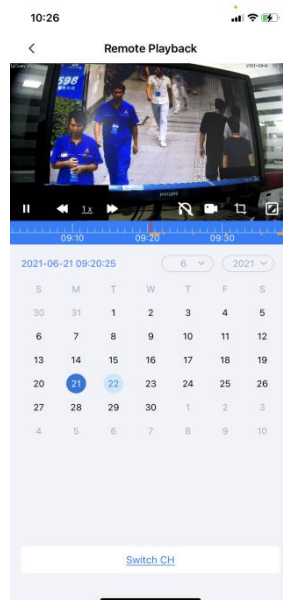 10:26
Remote Playback
598
PHILIPS
1x
09:10 09:20 09:30
2021-06-21 09:20:25 6 2021
S M T W T F S
30 31 1 2 3 4 5
6 7 8 9 10 11 12
13 14 15 16 17 18 19
20 21 22 23 24 25 26
27 28 29 30 1 2 3
4 5 6 7 8 9 10
Switch CH